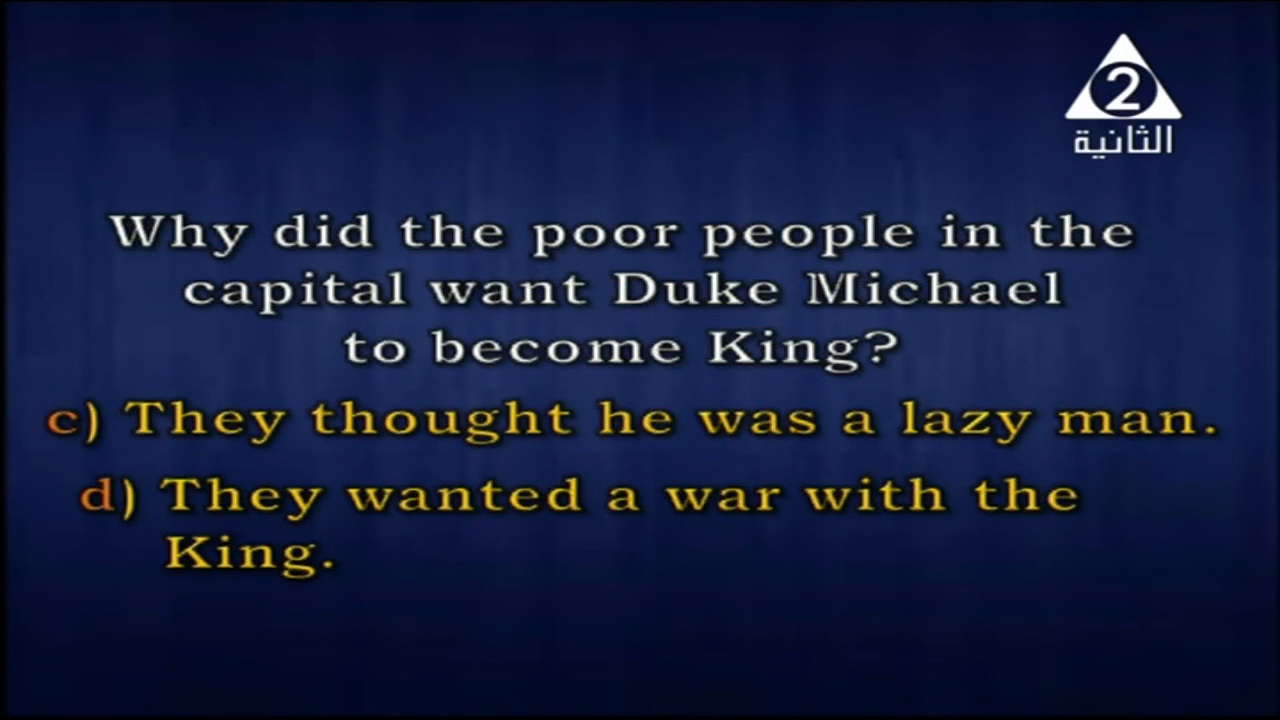 2
الثانية
Why did the poor people in the
capital want Duke Michael
to become King?
c) They thought he was a lazy man.
d) They wanted a war with the
King.